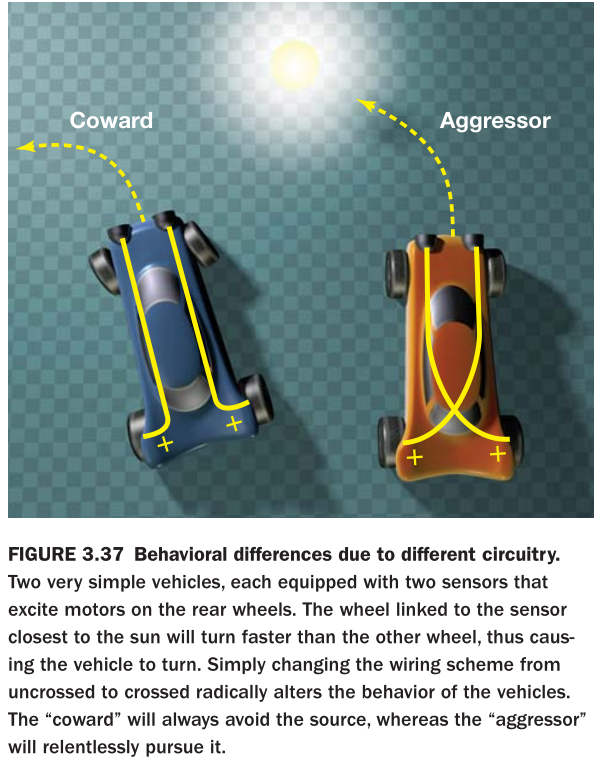 Coward
Aggressor
+
+
+
+
FIGURE 3.37 Behavioral differences due to different circuitry.
Two very simple vehicles, each equipped with two sensors that
excite motors on the rear wheels. The wheel linked to the sensor
closest to the sun will turn faster than the other wheel, thus caus-
ing the vehicle to turn. Simply changing the wiring scheme from
uncrossed to crossed radically alters the behavior of the vehicles.
The “coward” will always avoid the source, whereas the “aggressor”
will relentlessly pursue it.